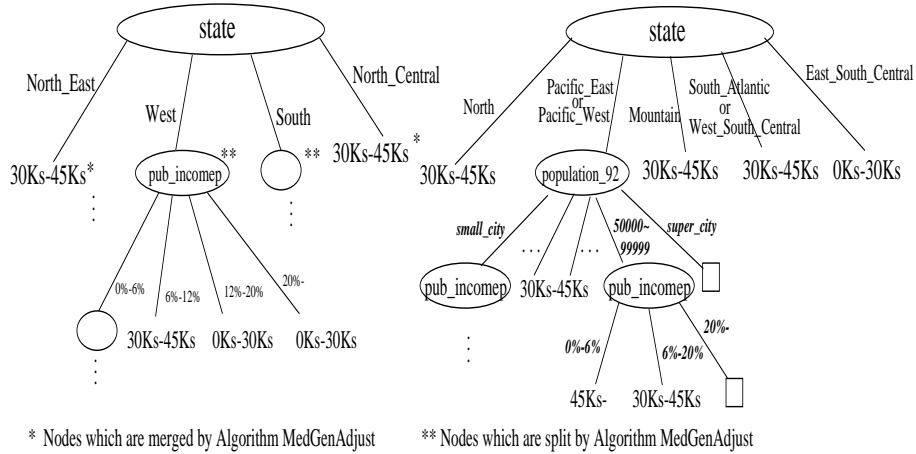 state
North_East
West
South
North_Central
30Ks-45Ks*
pub_incomep
**
**
30Ks-45Ks *
0%-6%
6%-12%
12%-20%
20%-
30Ks-45Ks
0Ks-30Ks
0Ks-30Ks
state
North
Pacific_East
or
Pacific_West
Mountain
South_Atlantic
or
West_South_Central
East_South_Central
30Ks-45Ks
population_92
30Ks-45Ks
30Ks-45Ks
0Ks-30Ks
small_city
...
...
50000~
99999
super_city
pub_incomep
30Ks-45Ks
pub_incomep
0%-6%
6%-20%
20%-
45Ks-
30Ks-45Ks
* Nodes which are merged by Algorithm MedGenAdjust
** Nodes which are split by Algorithm MedGenAdjust